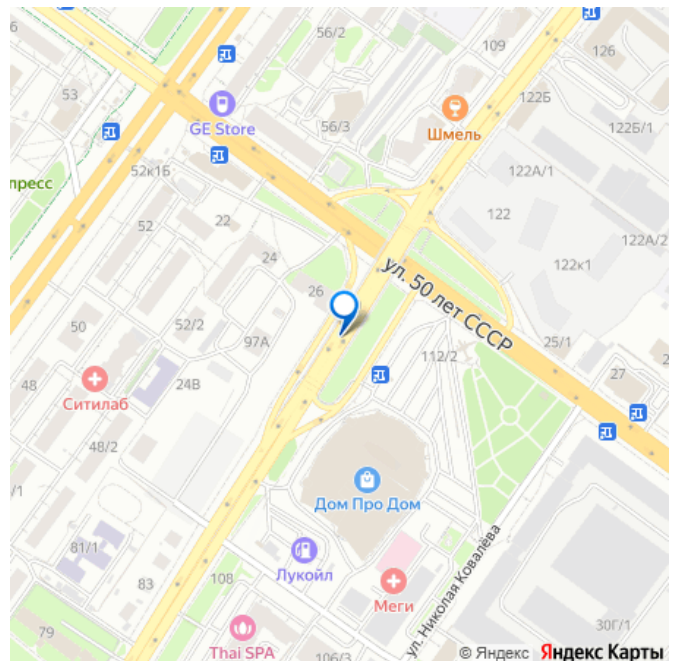 56/2
109
126
53
122Б
GE Store
Шмель
56/3
122Б/1
52к1Б
122А/1
пресс
22
122
52
24
122А/2
122к1
ул. 50 лет СССР
26
50
52/2
97А
25/1
112/2
27
2
48
Ситилаб
24В
48/2
Дом Про Дом
/1
81/1
Лукойл
ул. Николая Ковалёва
83
108
Меги
30Г/1
79
Thai SPA
106/3
© Яндекс Яндекс Карты